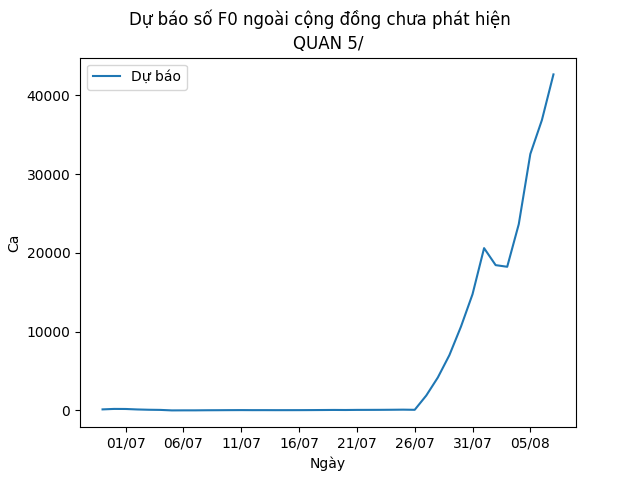 Dự báo số F0 ngoài cộng đồng chưa phát hiện
QUAN 5/
Dự báo
Ca
40000
30000
20000
10000
0
01/07 06/07 11/07 16/07 21/07 26/07 31/07 05/08
Ngày